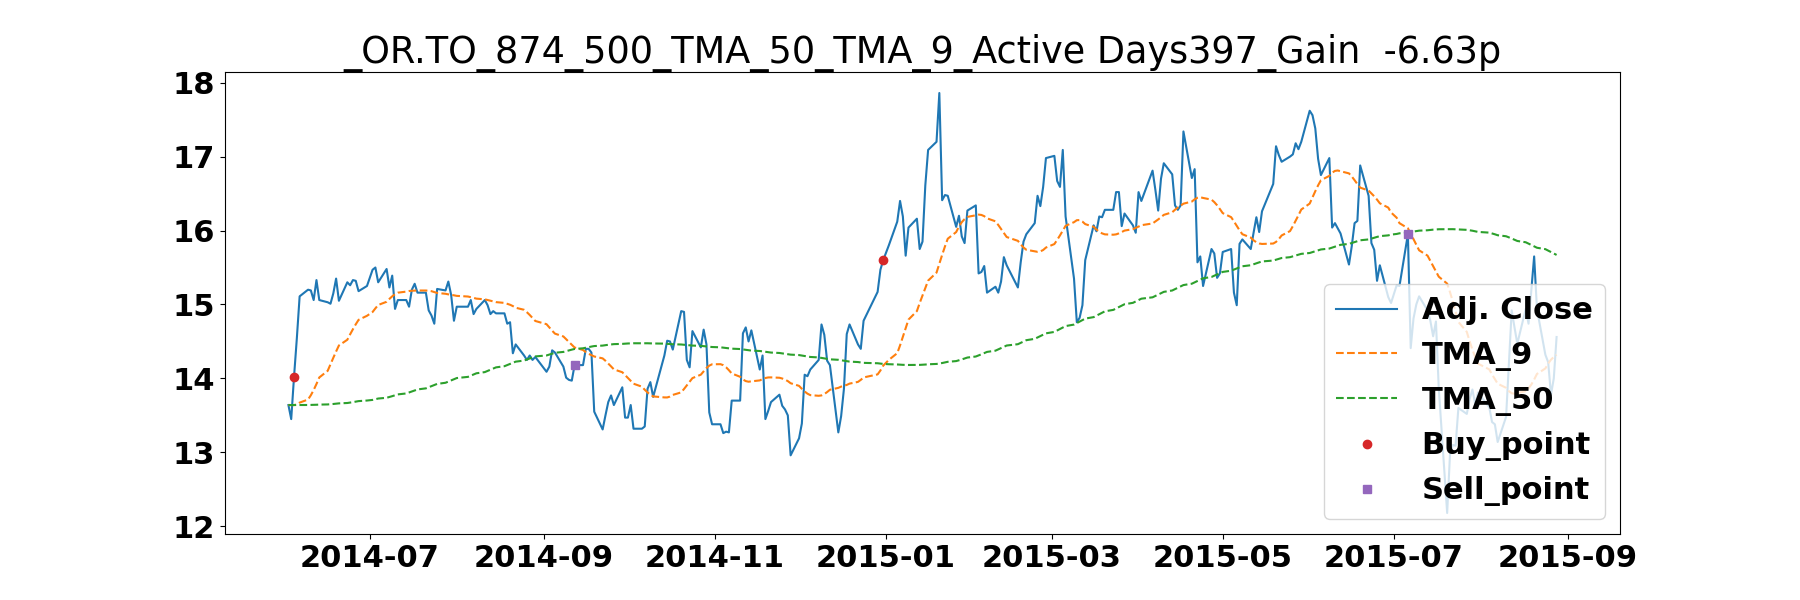 _OR.TO_874_500_TMA_50_TMA_9_Active Days397_Gain  -6.63p
18
17
16
15
14
13
12
Adj. Close
TMA_9
TMA_50
Buy_point
Sell_point
2014-07 2014-09 2014-11 2015-01 2015-03 2015-05 2015-07 2015-09